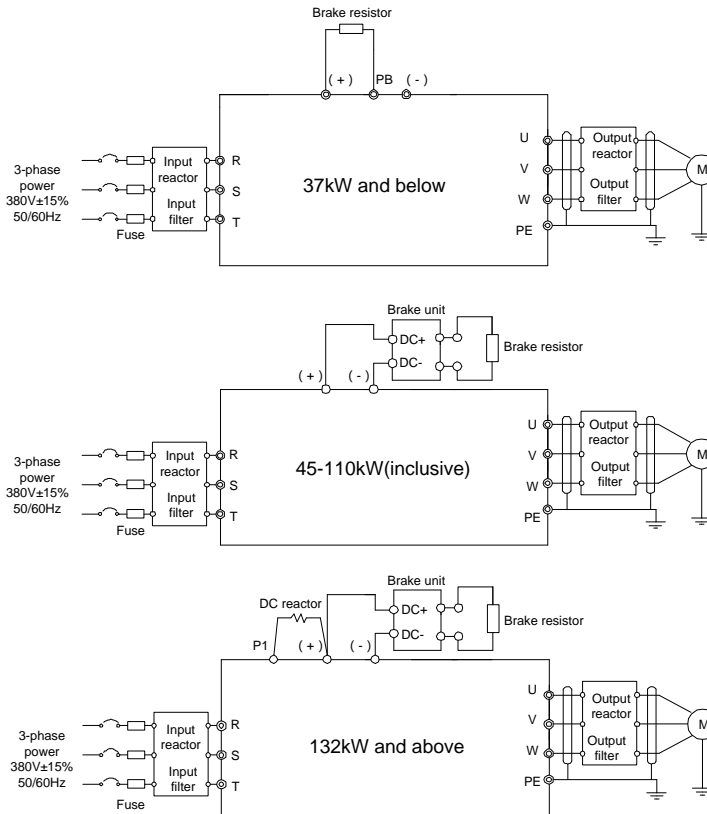 Brake resistor
( + )
PB
( - )
3-phase
power
380V±15%
50/60Hz
Fuse
Input
reactor
Input
filter
R
S
T
37kW and below
U
V
W
PE
Output
reactor
Output
filter
M
Brake unit
DC+
DC-
Brake resistor
( + )
( - )
3-phase
power
380V±15%
50/60Hz
Fuse
Input
reactor
Input
filter
R
S
T
45-110kW(inclusive)
U
V
W
PE
Output
reactor
Output
filter
M
Brake unit
DC reactor
DC+
DC-
Brake resistor
P1
( + )
( - )
3-phase
power
380V±15%
50/60Hz
Fuse
Input
reactor
Input
filter
R
S
T
132kW and above
U
V
W
PE
Output
reactor
Output
filter
M